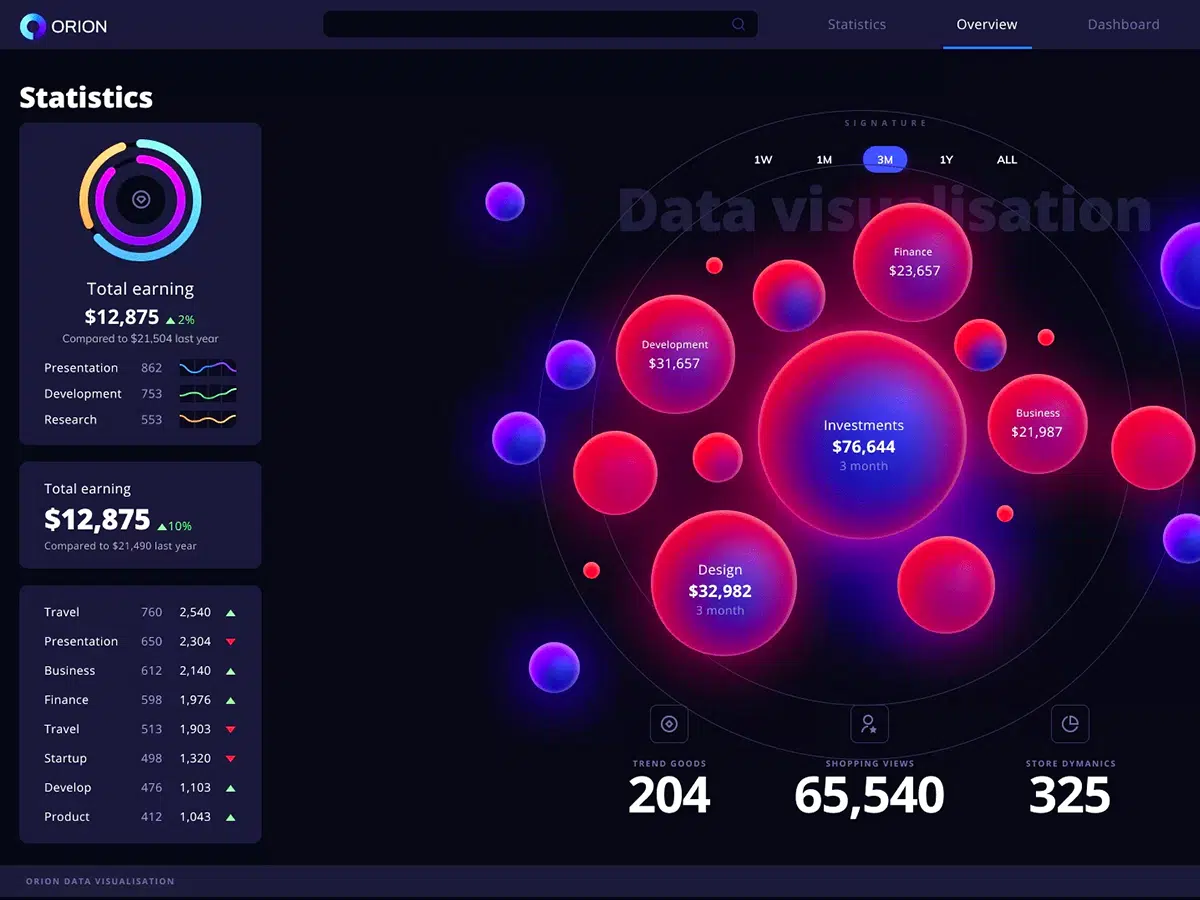 ORION
Statistics
Overview
Dashboard
Statistics
Total earning
$12,875 2%
Compared to $21,504 last year
Presentation 862
Development 753
Research 553
Total earning
$12,875 10%
Compared to $21,490 last year
Travel 760 2,540
Presentation 650 2,304
Business 612 2,140
Finance 598 1,976
Travel 513 1,903
Startup 498 1,320
Develop 476 1,103
Product 412 1,043
SIGNATURE
1W 1M 3M 1Y ALL
Data visualisation
Finance
$23,657
Development
$31,657
Investments
$76,644
3 month
Business
$21,987
Design
$32,982
3 month
TREND GOODS
204
SHOPPING VIEWS
65,540
STORE DYMANICS
325
ORION DATA VISUALISATION